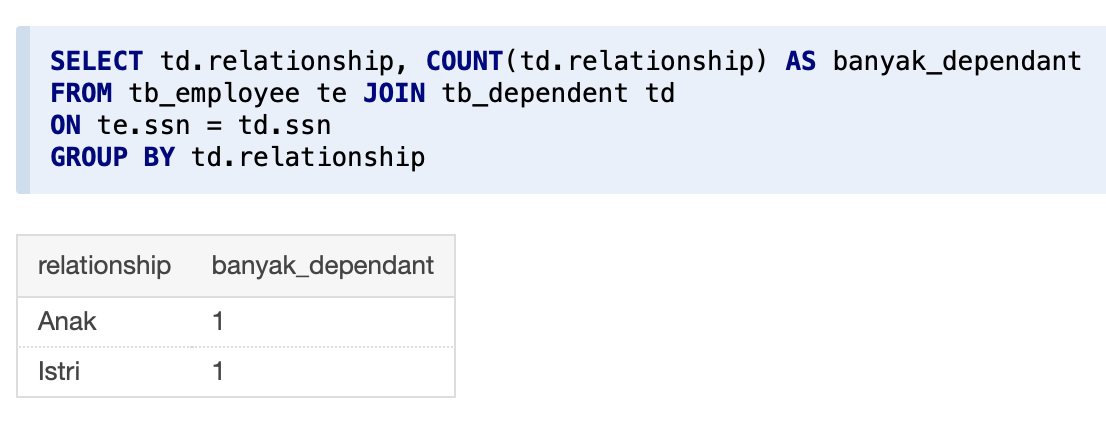 SELECT td.relationship, COUNT(td.relationship) AS banyak_dependant
FROM tb_employee te JOIN tb_dependent td
ON te.ssn = td.ssn
GROUP BY td.relationship
relationship banyak_dependant
Anak 1
Istri 1